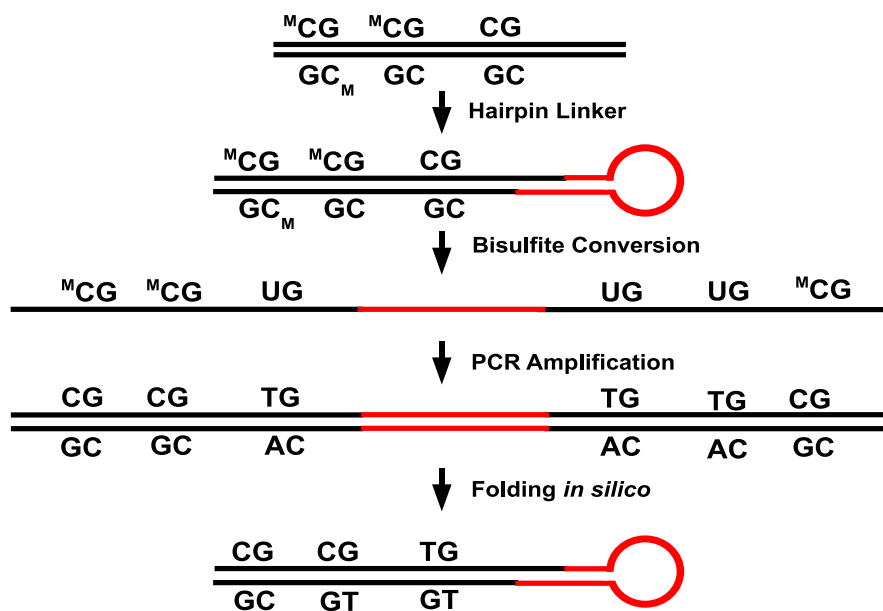 ᴹCG ᴹCG CG
GCₘ GC GC
Hairpin Linker
ᴹCG ᴹCG CG
GCₘ GC GC
Bisulfite Conversion
ᴹCG ᴹCG UG UG UG ᴹCG
PCR Amplification
CG CG TG TG TG CG
GC GC AC AC AC GC
Folding in silico
CG CG TG
GC GT GT